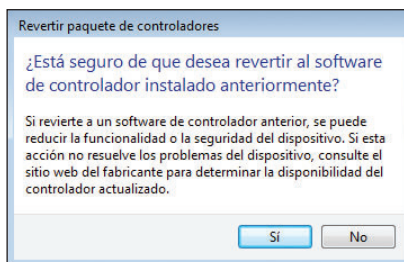 Revertir paquete de controladores
¿Está seguro de que desea revertir al software
de controlador instalado anteriormente?
Si revierte a un software de controlador anterior, se puede
reducir la funcionalidad o la seguridad del dispositivo. Si esta
acción no resuelve los problemas del dispositivo, consulte el
sitio web del fabricante para determinar la disponibilidad del
controlador actualizado.
Sí No